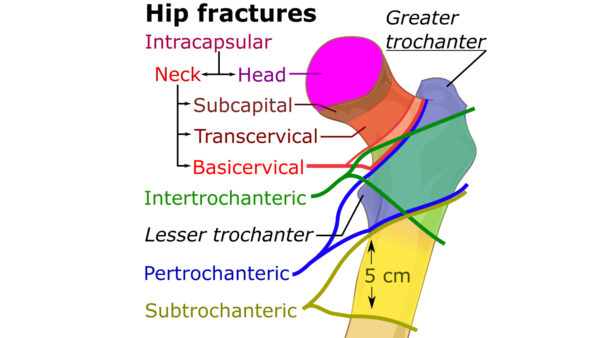 Hip fractures
Greater
trochanter
Intracapsular
Neck
Head
Subcapital
Transcervical
Basicervical
Intertrochanteric
Lesser trochanter
Pertrochanteric
5 cm
Subtrochanteric